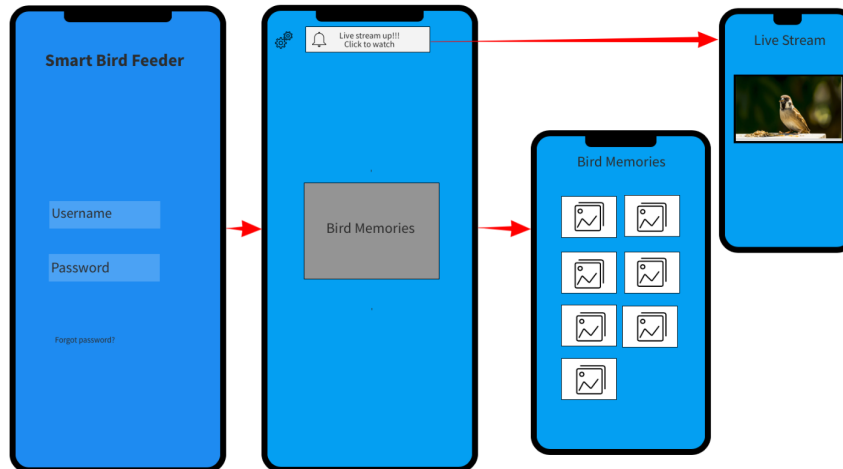 Smart Bird Feeder
Username
Password
Forgot password?
Live stream up!!!
Click to watch
Bird Memories
Bird Memories
Live Stream